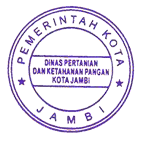 PEMERINTAH KOTA
DINAS PERTANIAN
DAN KETAHANAN PANGAN
KOTA JAMBI
JAMBI